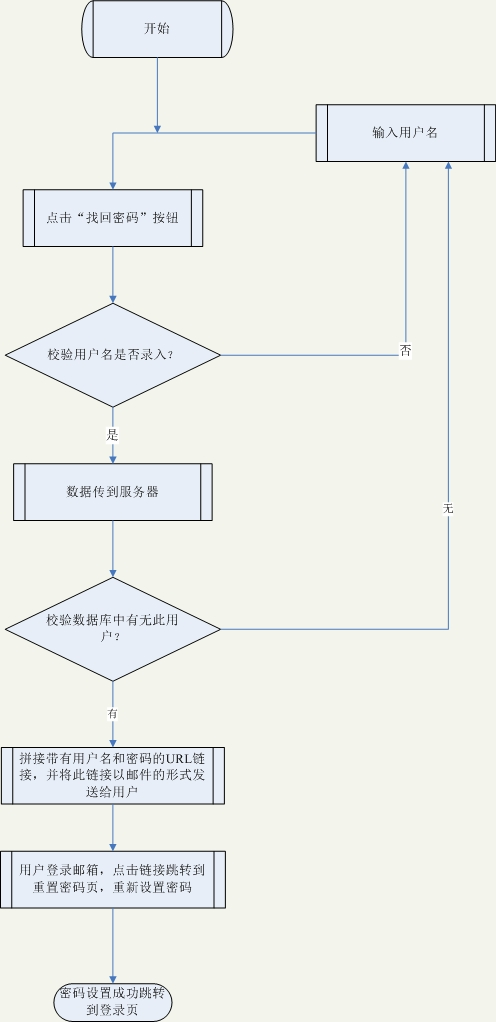 开始
输入用户名
点击“找回密码”按钮
校验用户名是否录入？
否
是
数据传到服务器
无
校验数据库中有无此用
户？
有
拼接带有用户名和密码的URL链
接，并将此链接以邮件的形式发
送给用户
用户登录邮箱，点击链接跳转到
重置密码页，重新设置密码
密码设置成功跳转
到登录页